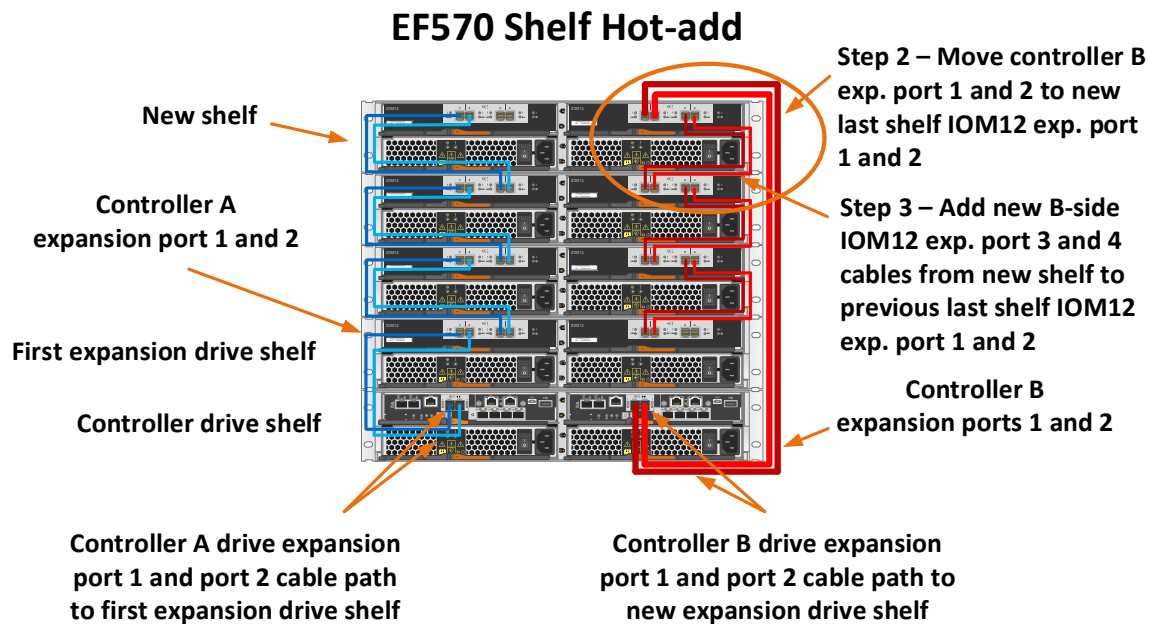 EF570 Shelf Hot-add
Step 2 – Move controller B
exp. port 1 and 2 to new
last shelf IOM12 exp. port
1 and 2
New shelf
Controller A
expansion port 1 and 2
Step 3 – Add new B-side
IOM12 exp. port 3 and 4
cables from new shelf to
previous last shelf IOM12
exp. port 1 and 2
First expansion drive shelf
Controller drive shelf
Controller B
expansion ports 1 and 2
Controller A drive expansion
port 1 and port 2 cable path
to first expansion drive shelf
Controller B drive expansion
port 1 and port 2 cable path to
new expansion drive shelf